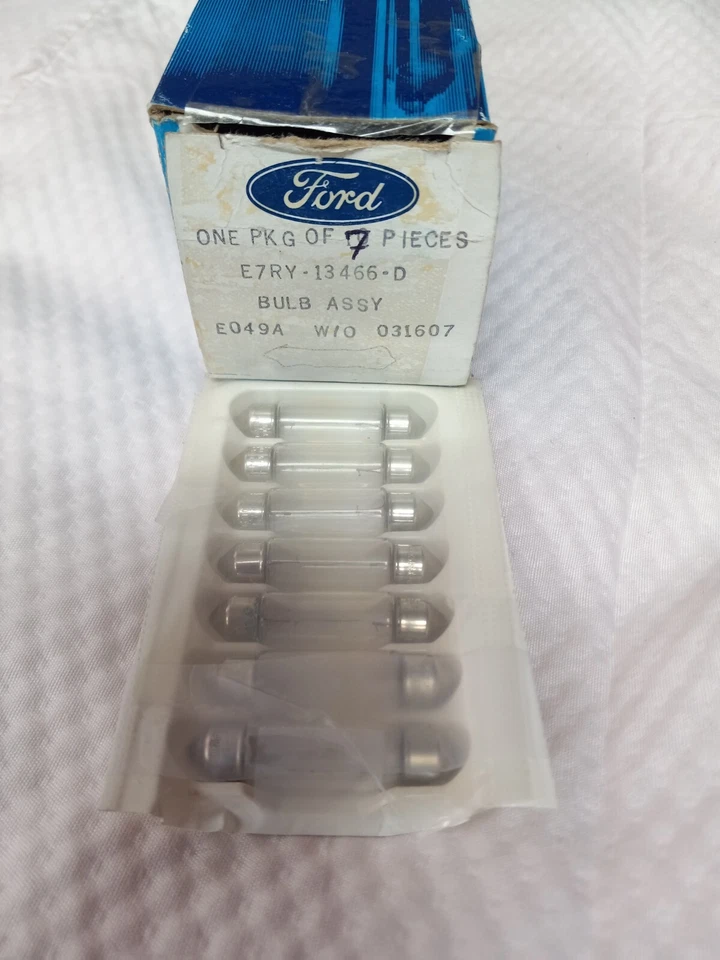 Ford
ONE PKG OF 7 PIECES
E7RY-13466-D
BULB ASSY
E049A W/O 031607